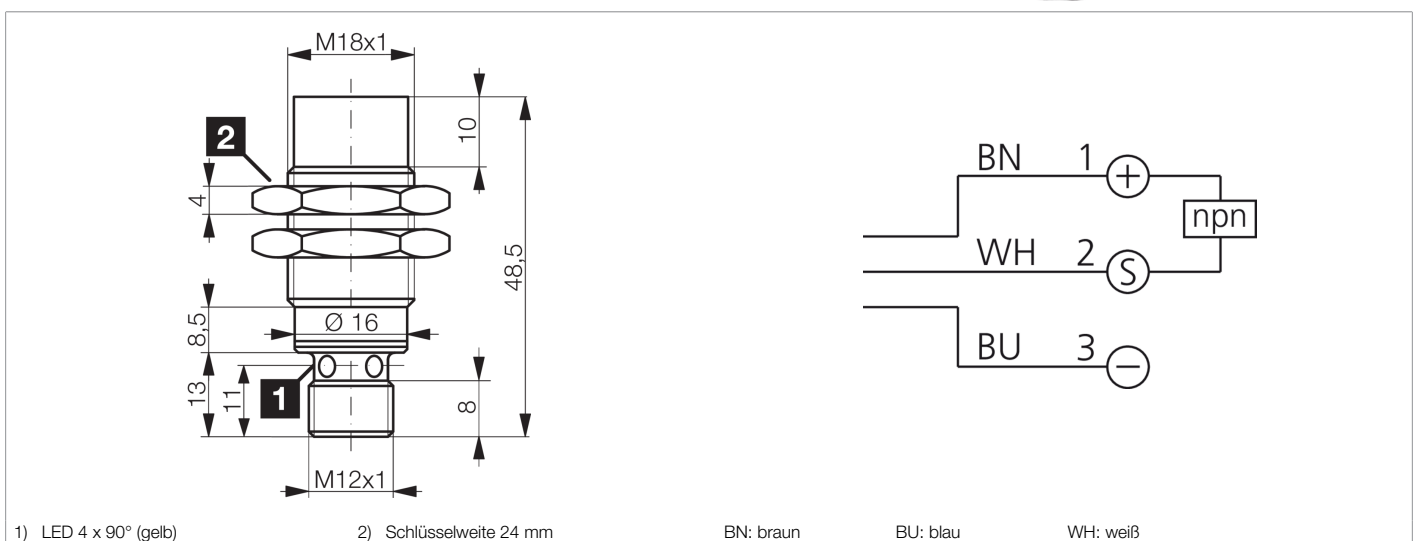 M18x1
2
10
4
48,5
8,5
Ø 16
13
11
1
8
M12x1
BN 1 +
npn
WH 2 S
BU 3 −
1) LED 4 x 90° (gelb) 2) Schlüsselweite 24 mm BN: braun BU: blau WH: weiß